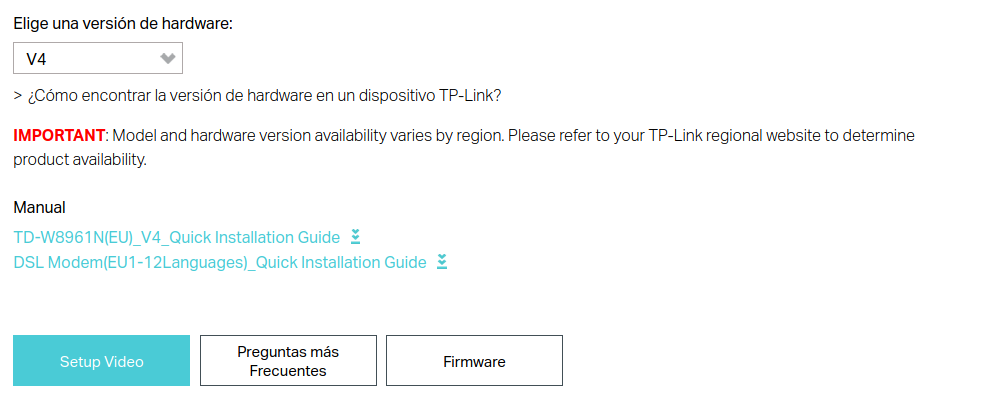 Elige una versión de hardware:
V4
> ¿Cómo encontrar la versión de hardware en un dispositivo TP-Link?
IMPORTANT: Model and hardware version availability varies by region. Please refer to your TP-Link regional website to determine
product availability.
Manual
TD-W8961N(EU)_V4_Quick Installation Guide
DSL Modem(EU1-12Languages)_Quick Installation Guide
Setup Video
Preguntas más
Frecuentes
Firmware